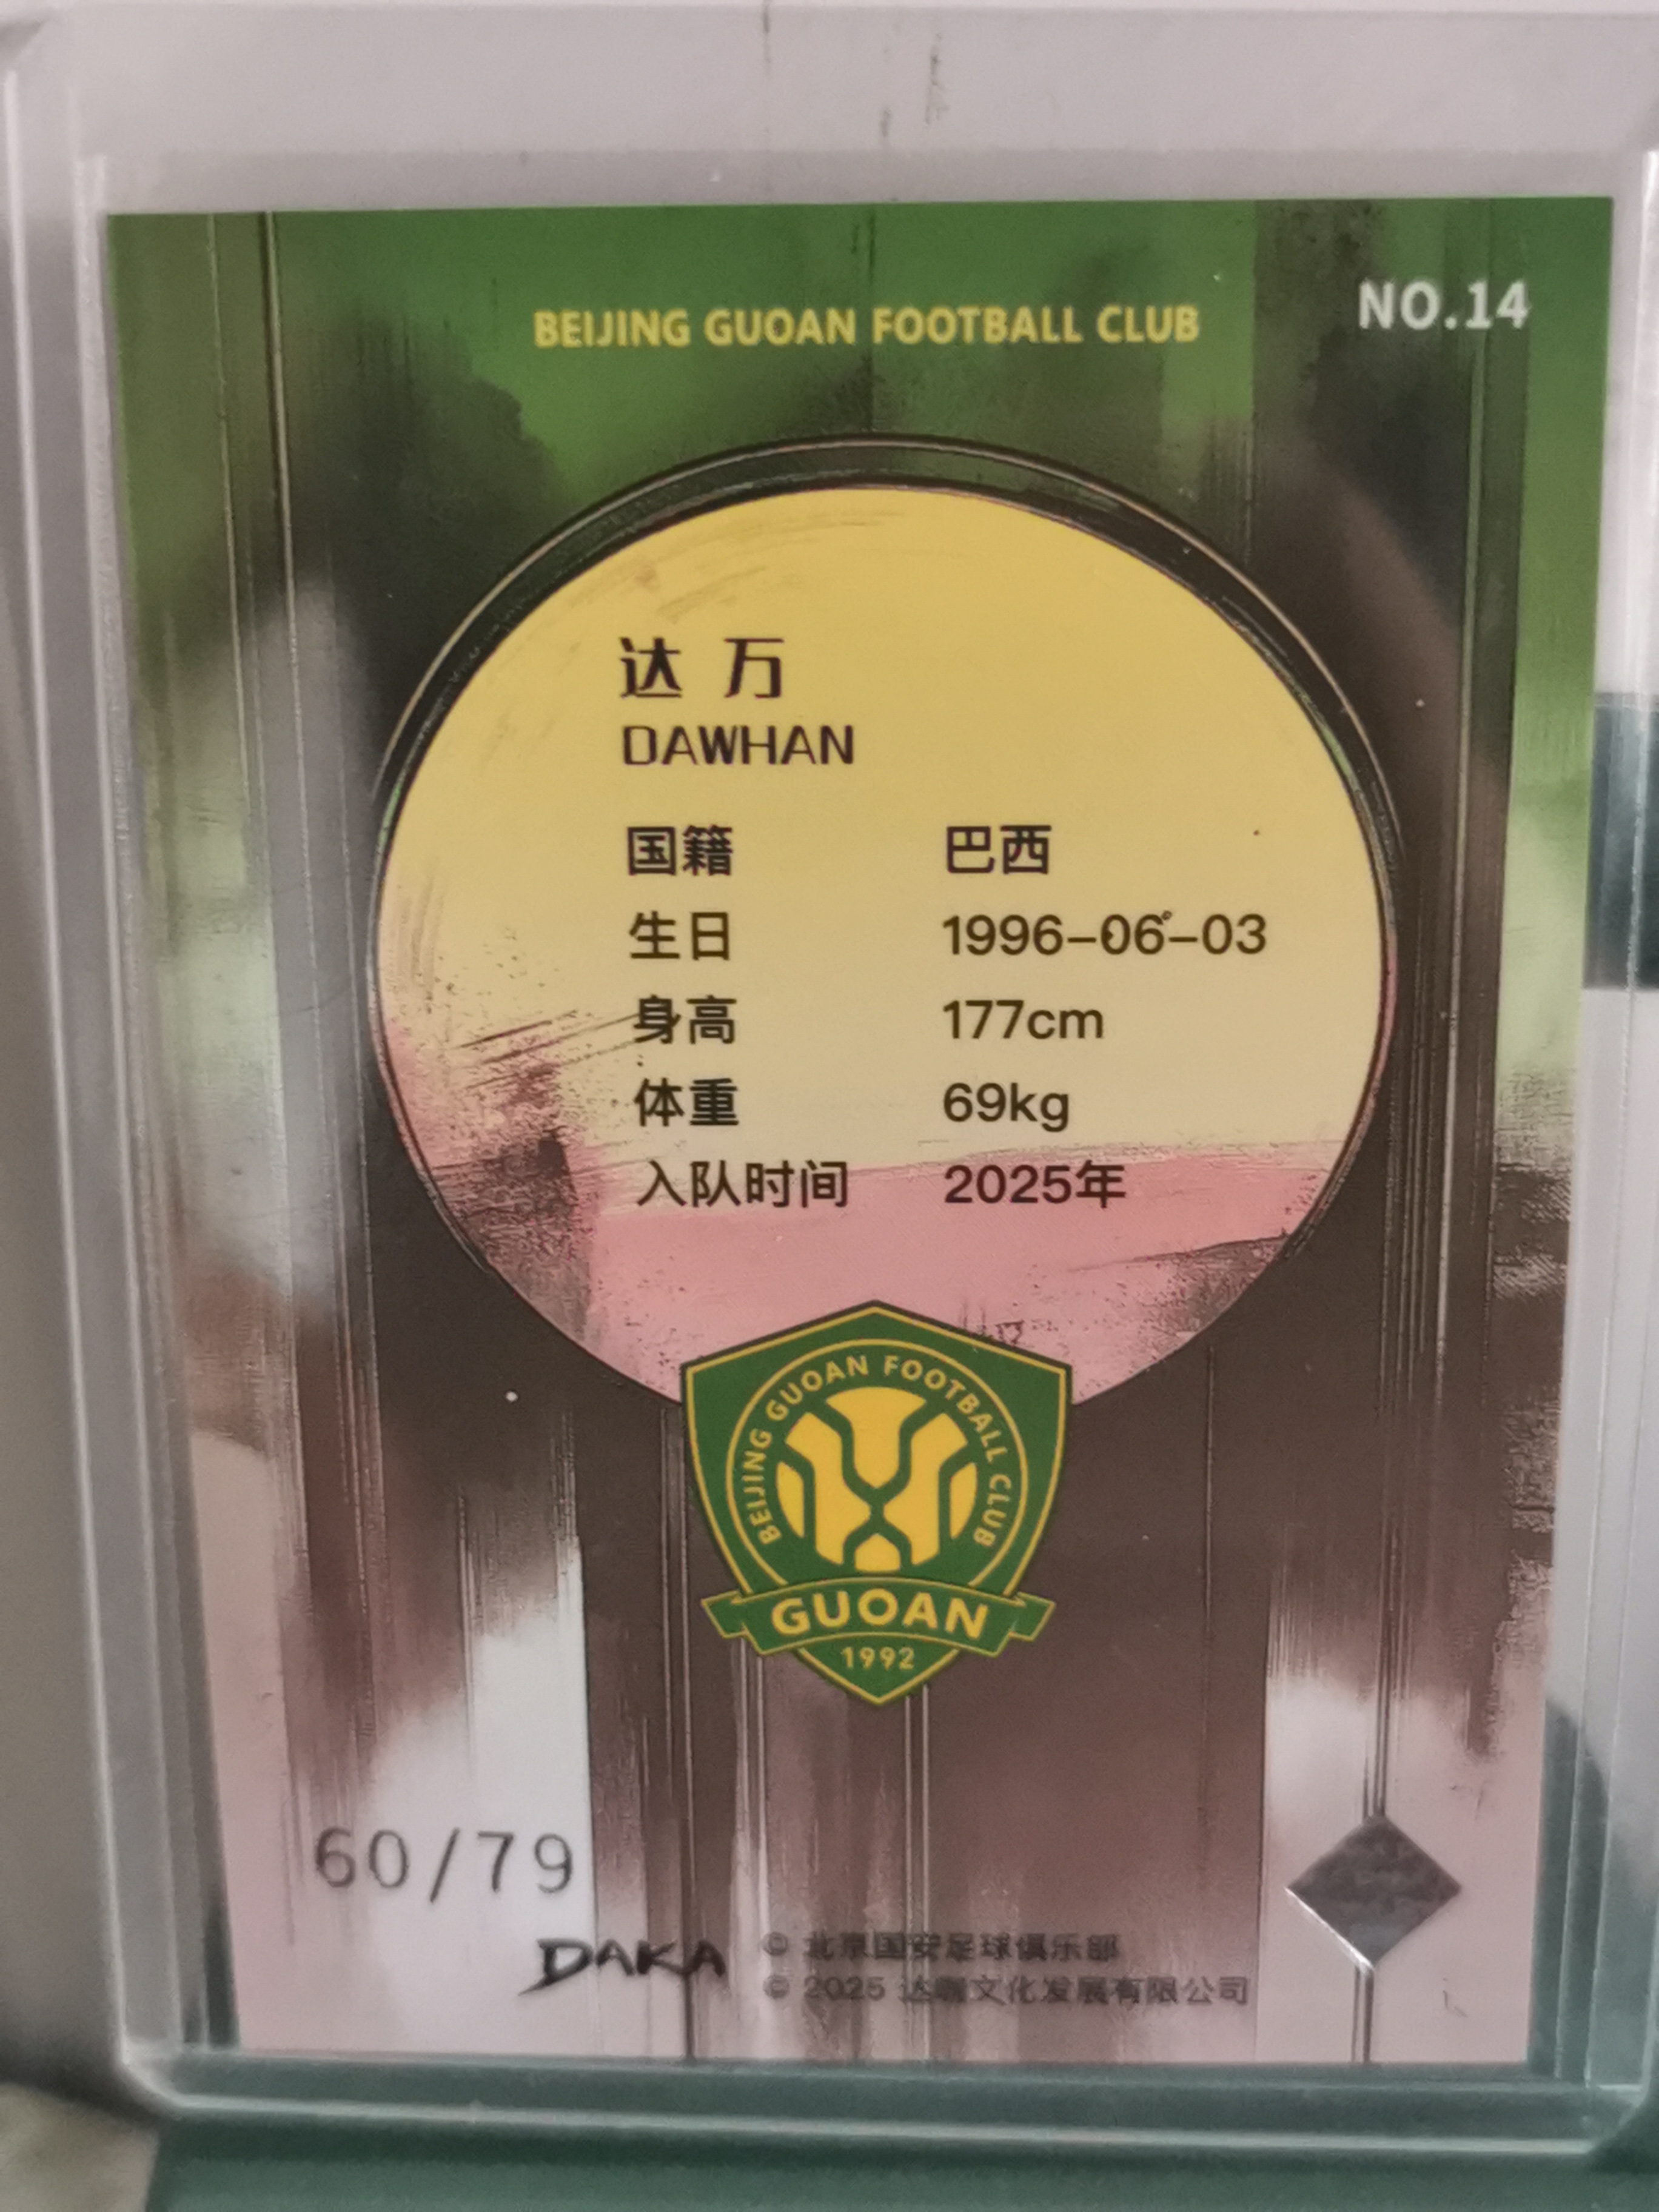 BEIJING GUOAN FOOTBALL CLUB
NO.14
达万
DAWHAN
国籍 巴西
生日 1996-06-03
身高 177cm
体重 69kg
入队时间 2025年
BEIJING GUOAN FOOTBALL CLUB
GUOAN
1992
60/79
DAKA
© 北京国安足球俱乐部
© 2025 达咖文化发展有限公司